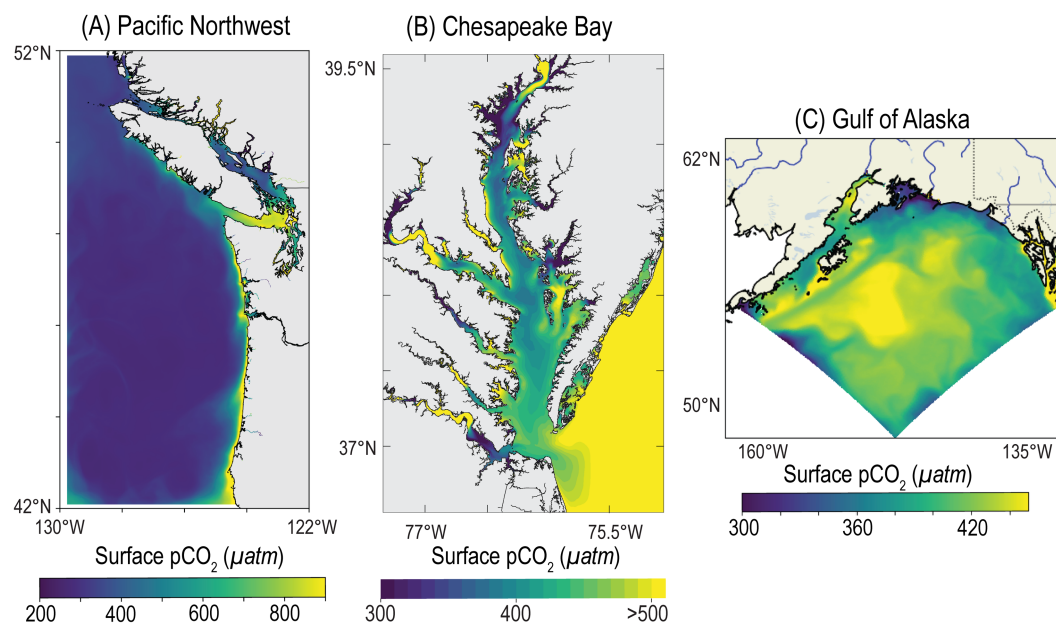 (A) Pacific Northwest
52°N
42°N
130°W
122°W
Surface pCO₂ (µatm)
200
400
600
800
(B) Chesapeake Bay
39.5°N
37°N
77°W
75.5°W
Surface pCO₂ (µatm)
300
400
>500
(C) Gulf of Alaska
62°N
50°N
160°W
135°W
Surface pCO₂ (µatm)
300
360
420